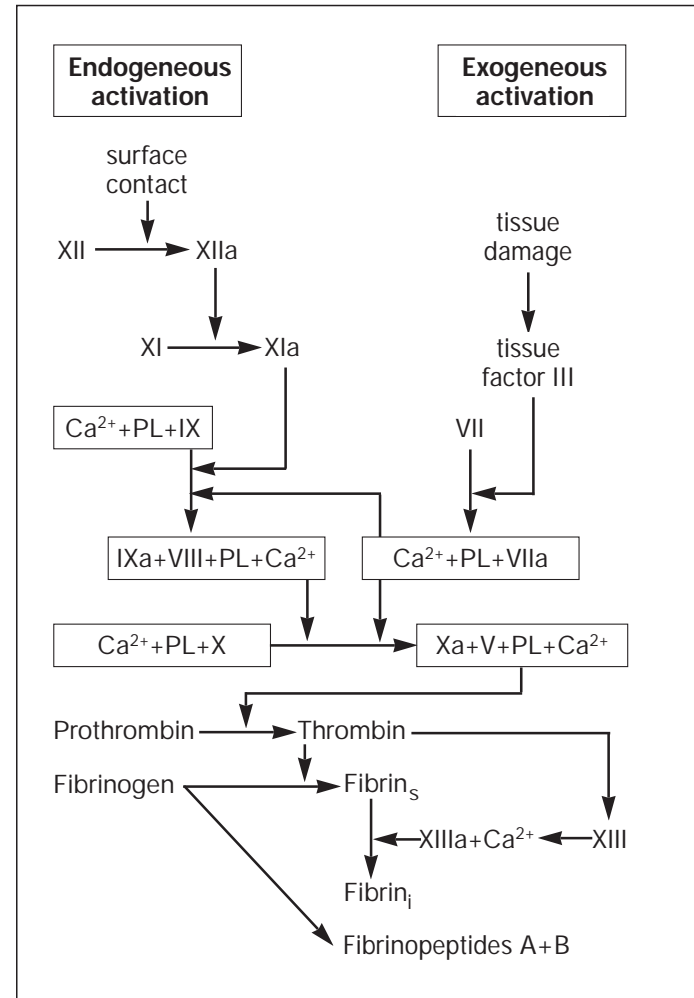 Endogeneous
activation
Exogeneous
activation
surface
contact
tissue
damage
XII
XIIa
XI
XIa
tissue
factor III
Ca²⁺+PL+IX
VII
IXa+VIII+PL+Ca²⁺
Ca²⁺+PL+VIIa
Ca²⁺+PL+X
Xa+V+PL+Ca²⁺
Prothrombin
Thrombin
Fibrinogen
Fibrinₛ
XIIIa+Ca²⁺
XIII
Fibrinᵢ
Fibrinopeptides A+B